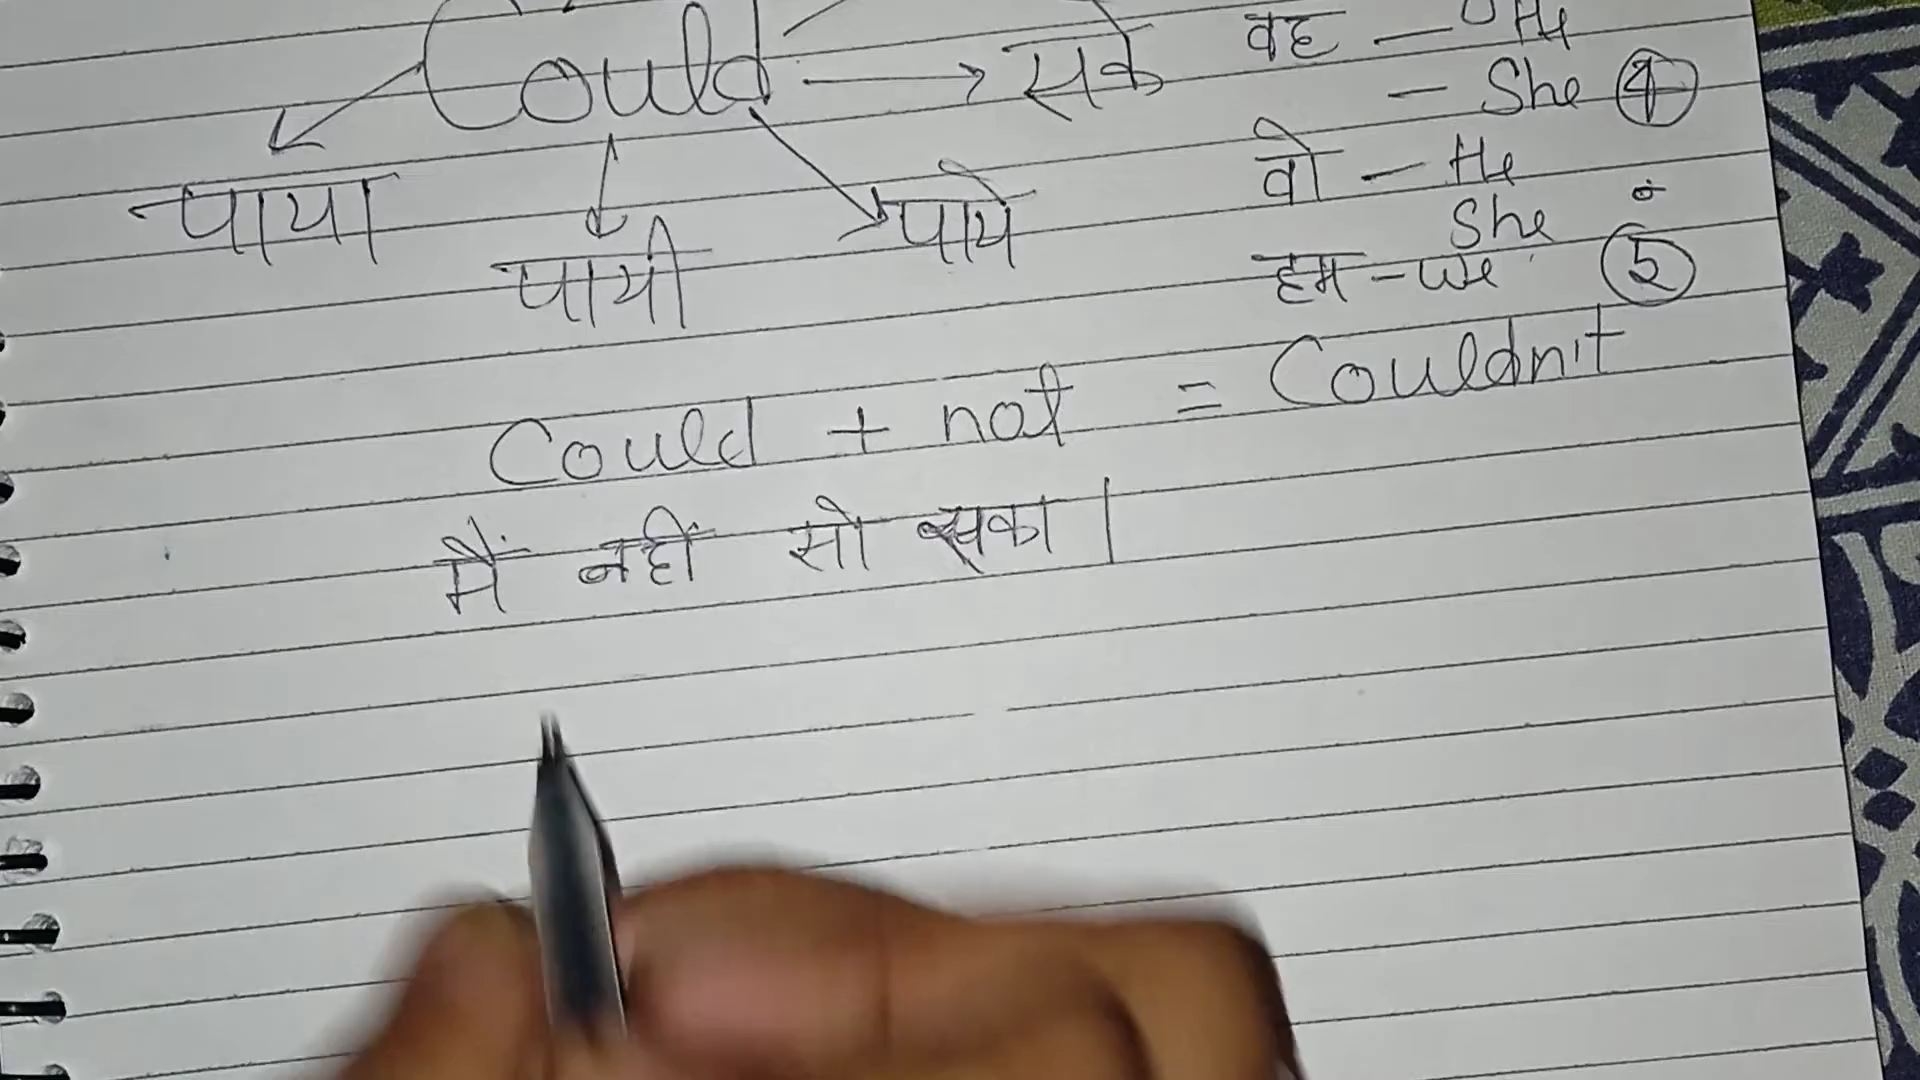 Could → सके वह - He
- She 4
पाया पायी पाये
वो - He
She
हम - we 5
Could + not = Couldn't
मैं नहीं सो सका।